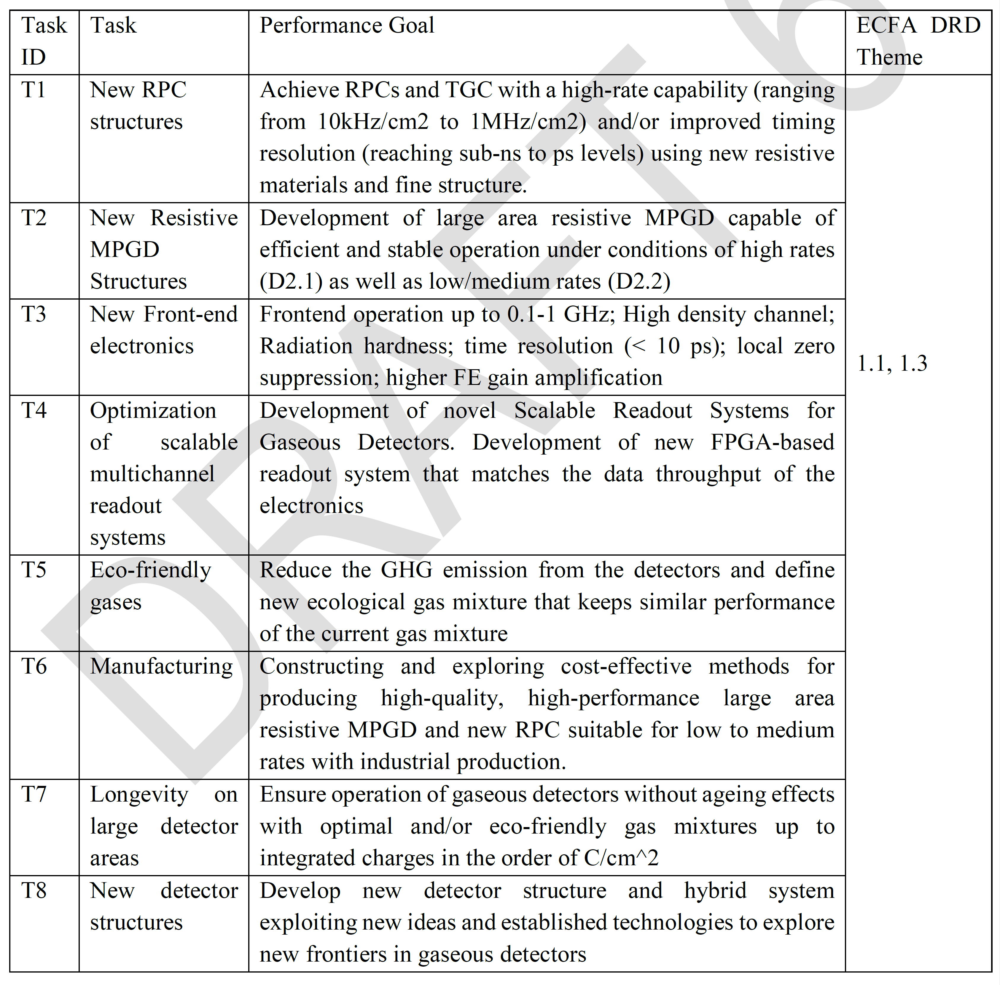 Task ID
Task
Performance Goal
ECFA DRD Theme
T1
New RPC
structures
Achieve RPCs and TGC with a high-rate capability (ranging
from 10kHz/cm2 to 1MHz/cm2) and/or improved timing
resolution (reaching sub-ns to ps levels) using new resistive
materials and fine structure.
1.1, 1.3
T2
New Resistive
MPGD
Structures
Development of large area resistive MPGD capable of
efficient and stable operation under conditions of high rates
(D2.1) as well as low/medium rates (D2.2)
T3
New Front-end
electronics
Frontend operation up to 0.1-1 GHz; High density channel;
Radiation hardness; time resolution (< 10 ps); local zero
suppression; higher FE gain amplification
T4
Optimization
of scalable
multichannel
readout
systems
Development of novel Scalable Readout Systems for
Gaseous Detectors. Development of new FPGA-based
readout system that matches the data throughput of the
electronics
T5
Eco-friendly
gases
Reduce the GHG emission from the detectors and define
new ecological gas mixture that keeps similar performance
of the current gas mixture
T6
Manufacturing
Constructing and exploring cost-effective methods for
producing high-quality, high-performance large area
resistive MPGD and new RPC suitable for low to medium
rates with industrial production.
T7
Longevity on
large detector
areas
Ensure operation of gaseous detectors without ageing effects
with optimal and/or eco-friendly gas mixtures up to
integrated charges in the order of C/cm^2
T8
New detector
structures
Develop new detector structure and hybrid system
exploiting new ideas and established technologies to explore
new frontiers in gaseous detectors
DRAFT 6